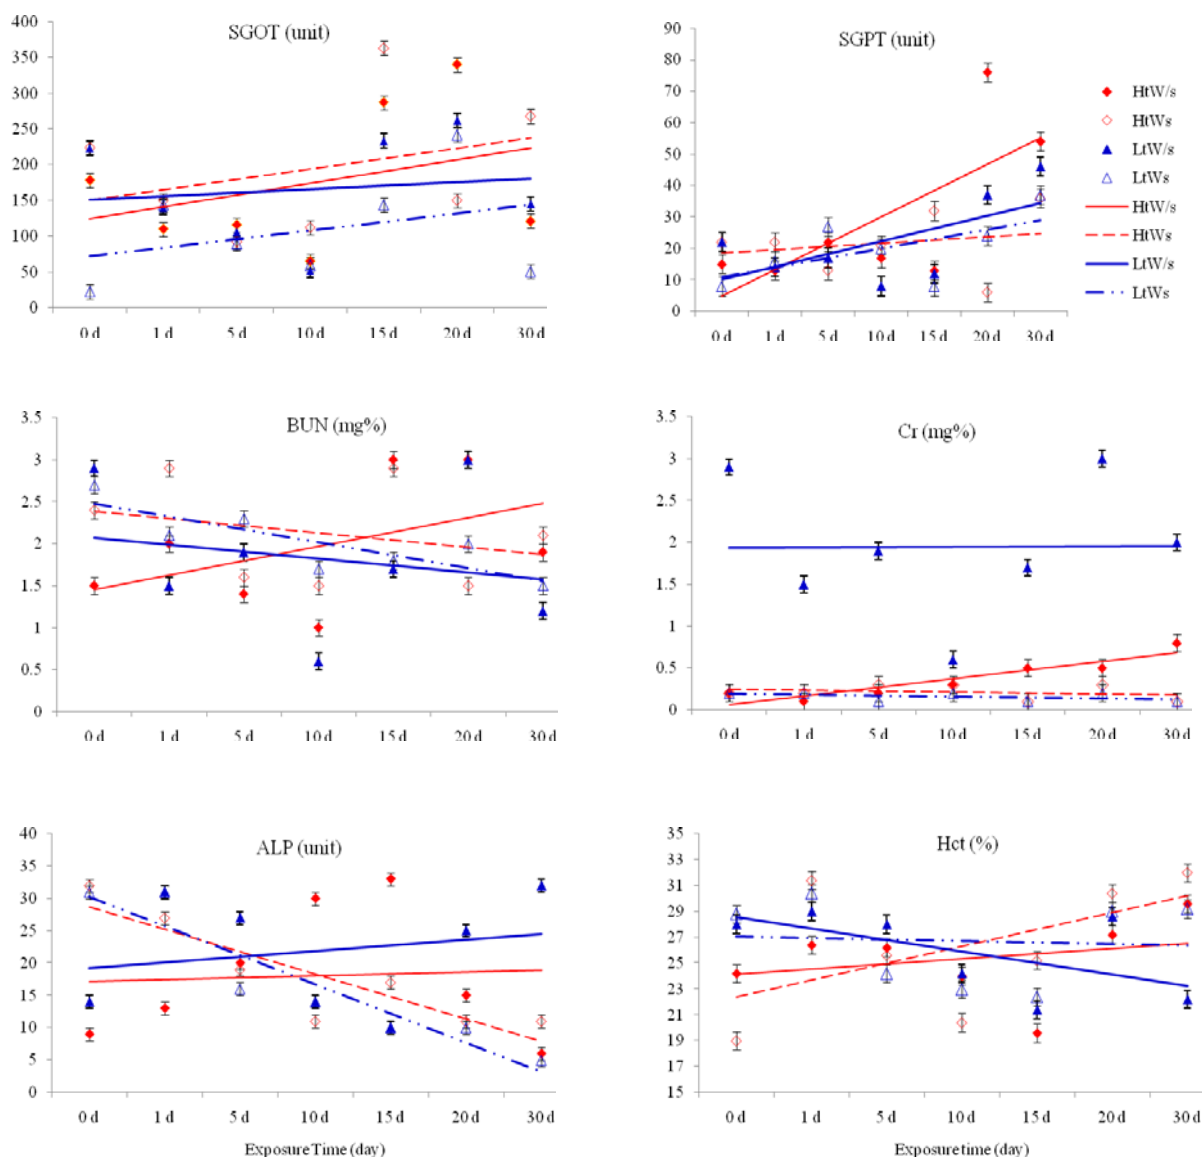 SGOT (unit)
400
350
300
250
200
150
100
50
0
0 d 1 d 5 d 10 d 15 d 20 d 30 d
SGPT (unit)
90
80
70
60
50
40
30
20
10
0
0 d 1 d 5 d 10 d 15 d 20 d 30 d
HtW/s
HtWs
LtW/s
LtWs
HtW/s
HtWs
LtW/s
LtWs
BUN (mg%)
3.5
3
2.5
2
1.5
1
0.5
0
0 d 1 d 5 d 10 d 15 d 20 d 30 d
Cr (mg%)
3.5
3
2.5
2
1.5
1
0.5
0
0 d 1 d 5 d 10 d 15 d 20 d 30 d
ALP (unit)
40
35
30
25
20
15
10
5
0
0 d 1 d 5 d 10 d 15 d 20 d 30 d
Exposure Time (day)
Hct (%)
35
33
31
29
27
25
23
21
19
17
15
0 d 1 d 5 d 10 d 15 d 20 d 30 d
Exposure time (day)